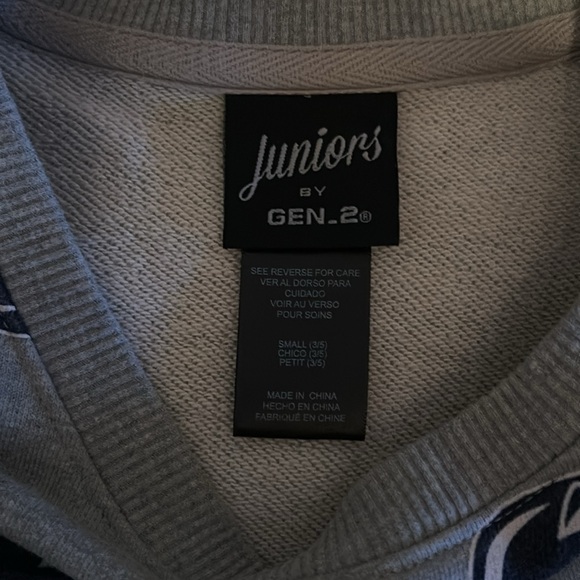 Juniors
BY
GEN_2®
SEE REVERSE FOR CARE
VER AL DORSO PARA
CUIDADO
VOIR AU VERSO
POUR SOINS
SMALL (3/5)
CHICO (3/5)
PETIT (3/5)
MADE IN CHINA
HECHO EN CHINA
FABRIQUÉ EN CHINE